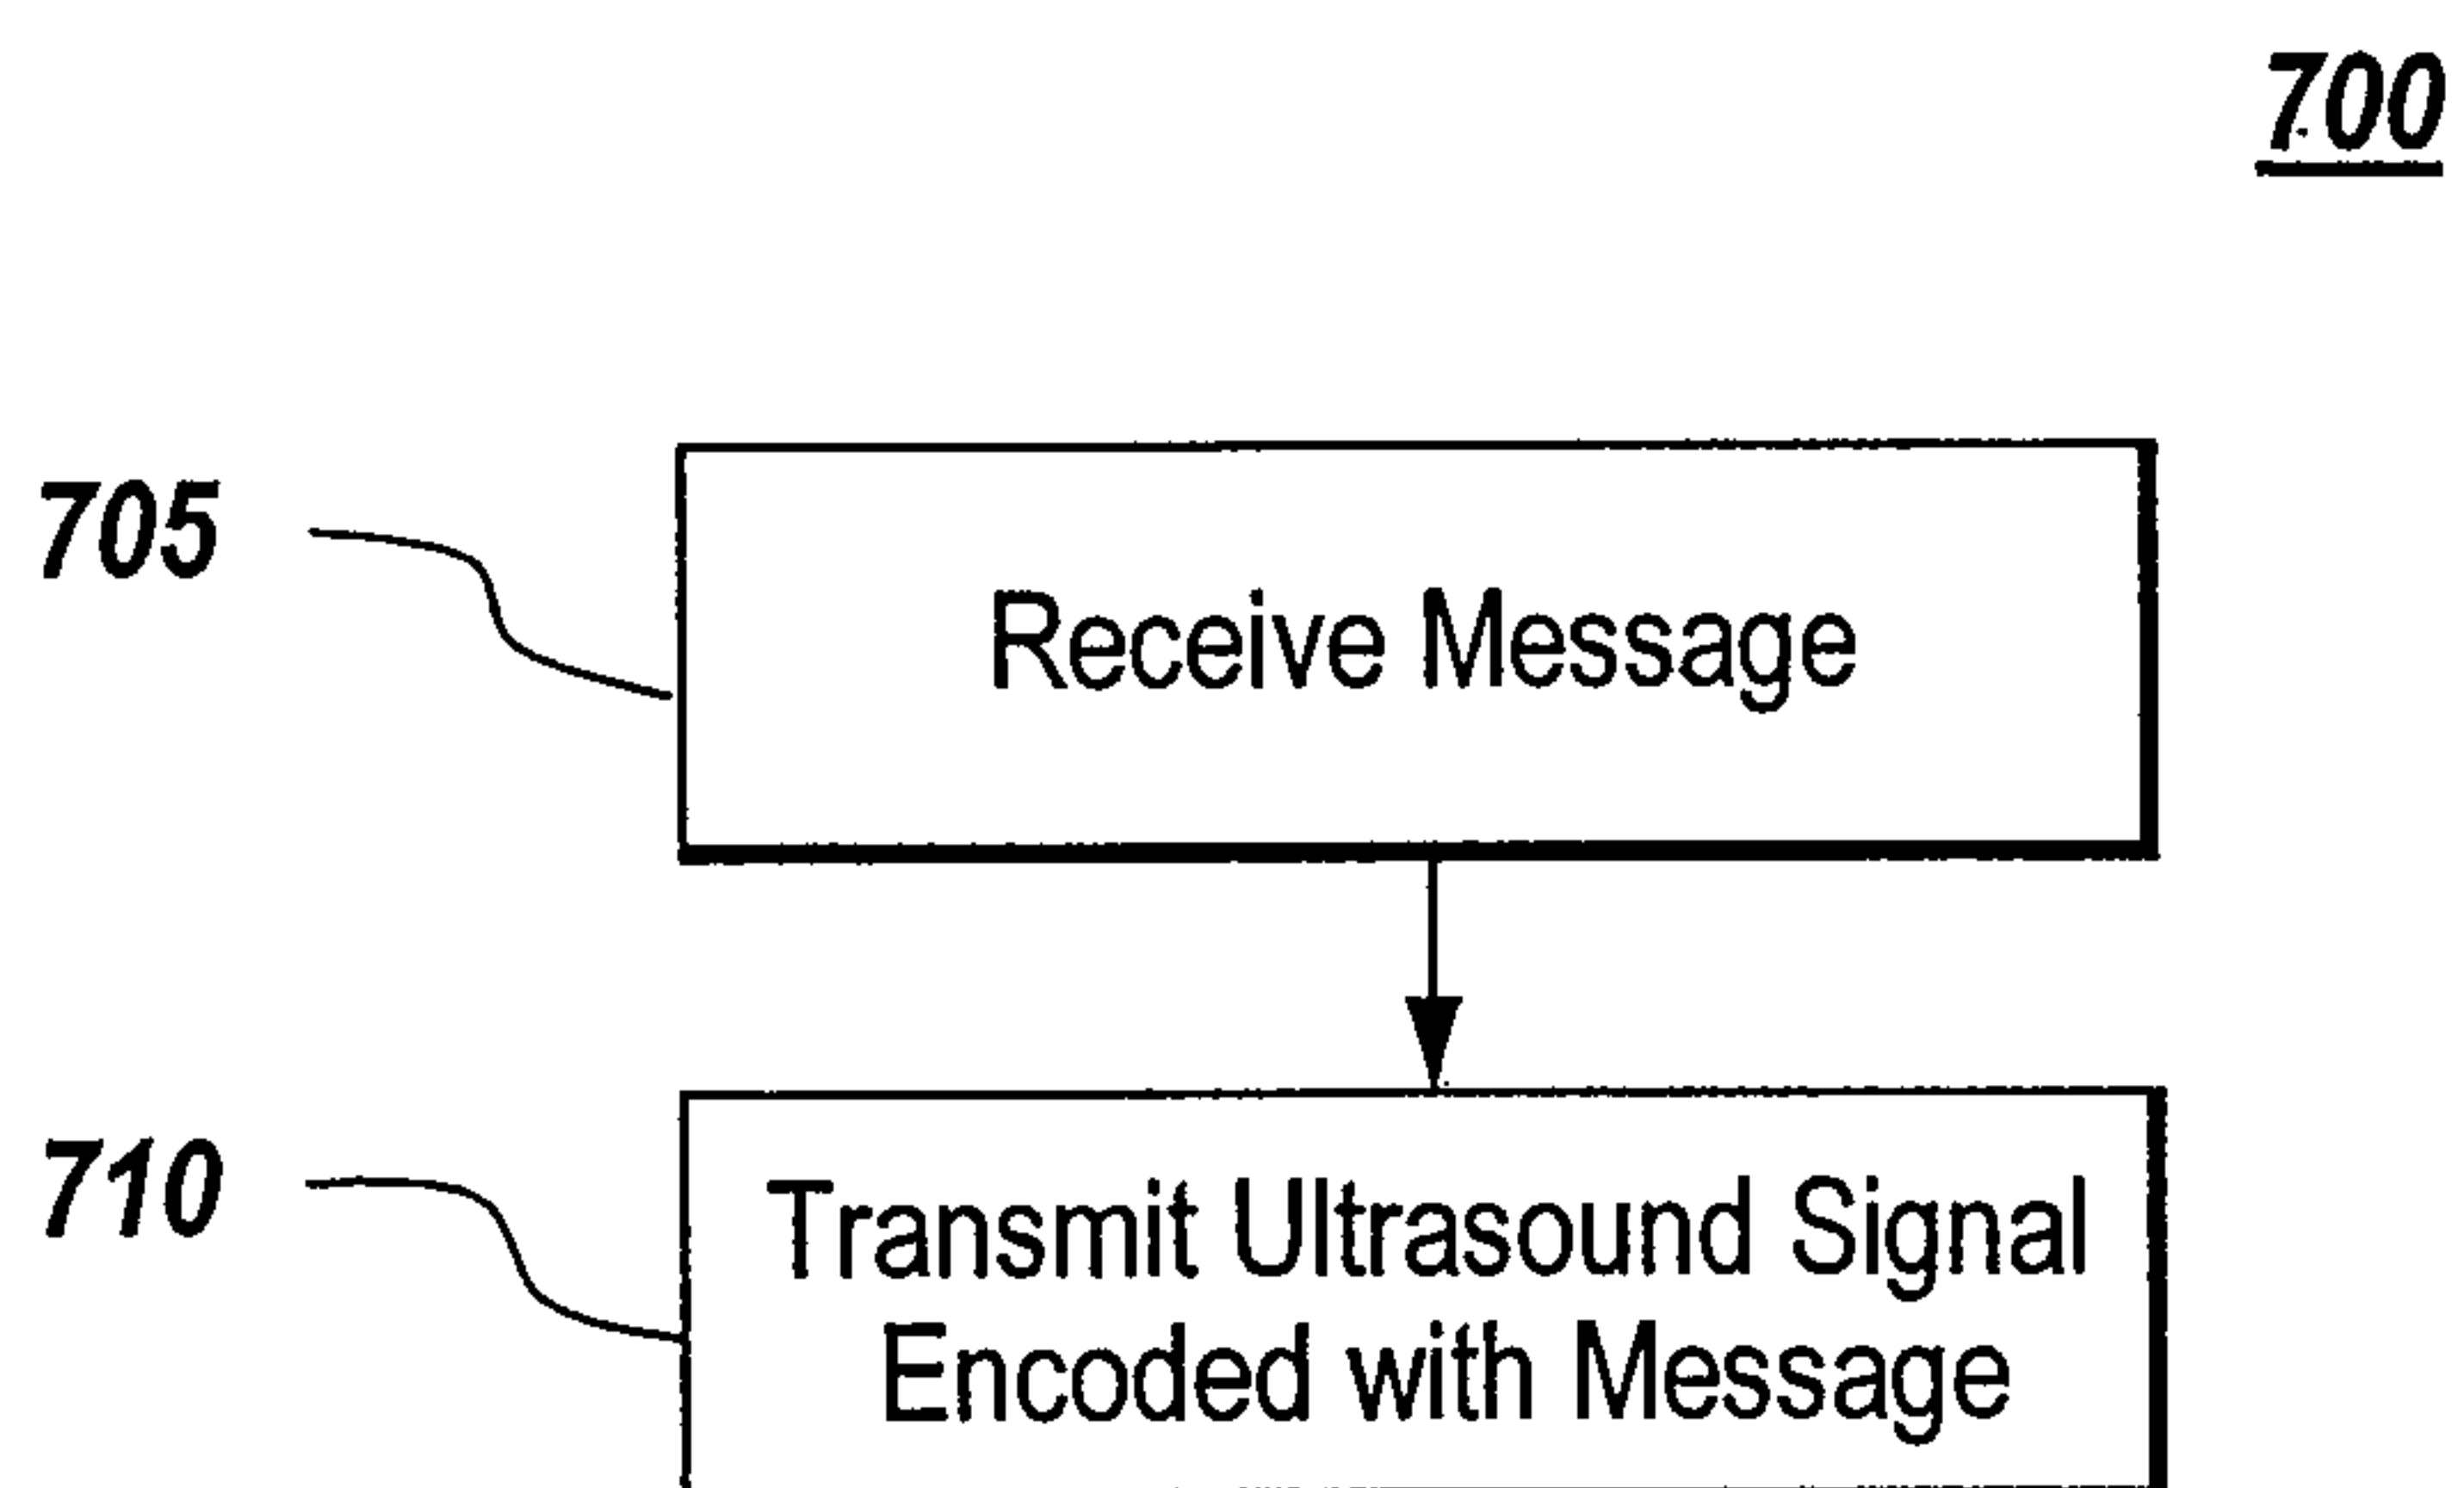 700
705
Receive Message
710
Transmit Ultrasound Signal
Encoded with Message